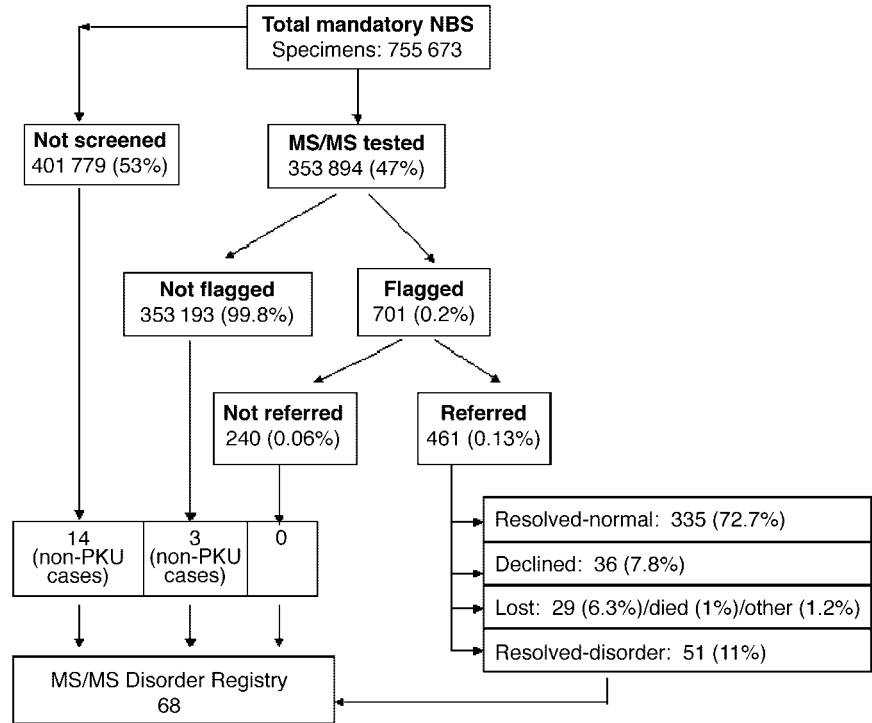 Total mandatory NBS
Specimens: 755 673
Not screened
401 779 (53%)
MS/MS tested
353 894 (47%)
Not flagged
353 193 (99.8%)
Flagged
701 (0.2%)
Not referred
240 (0.06%)
Referred
461 (0.13%)
14
(non-PKU
cases)
3
(non-PKU
cases)
0
Resolved-normal: 335 (72.7%)
Declined: 36 (7.8%)
Lost: 29 (6.3%)/died (1%)/other (1.2%)
Resolved-disorder: 51 (11%)
MS/MS Disorder Registry
68